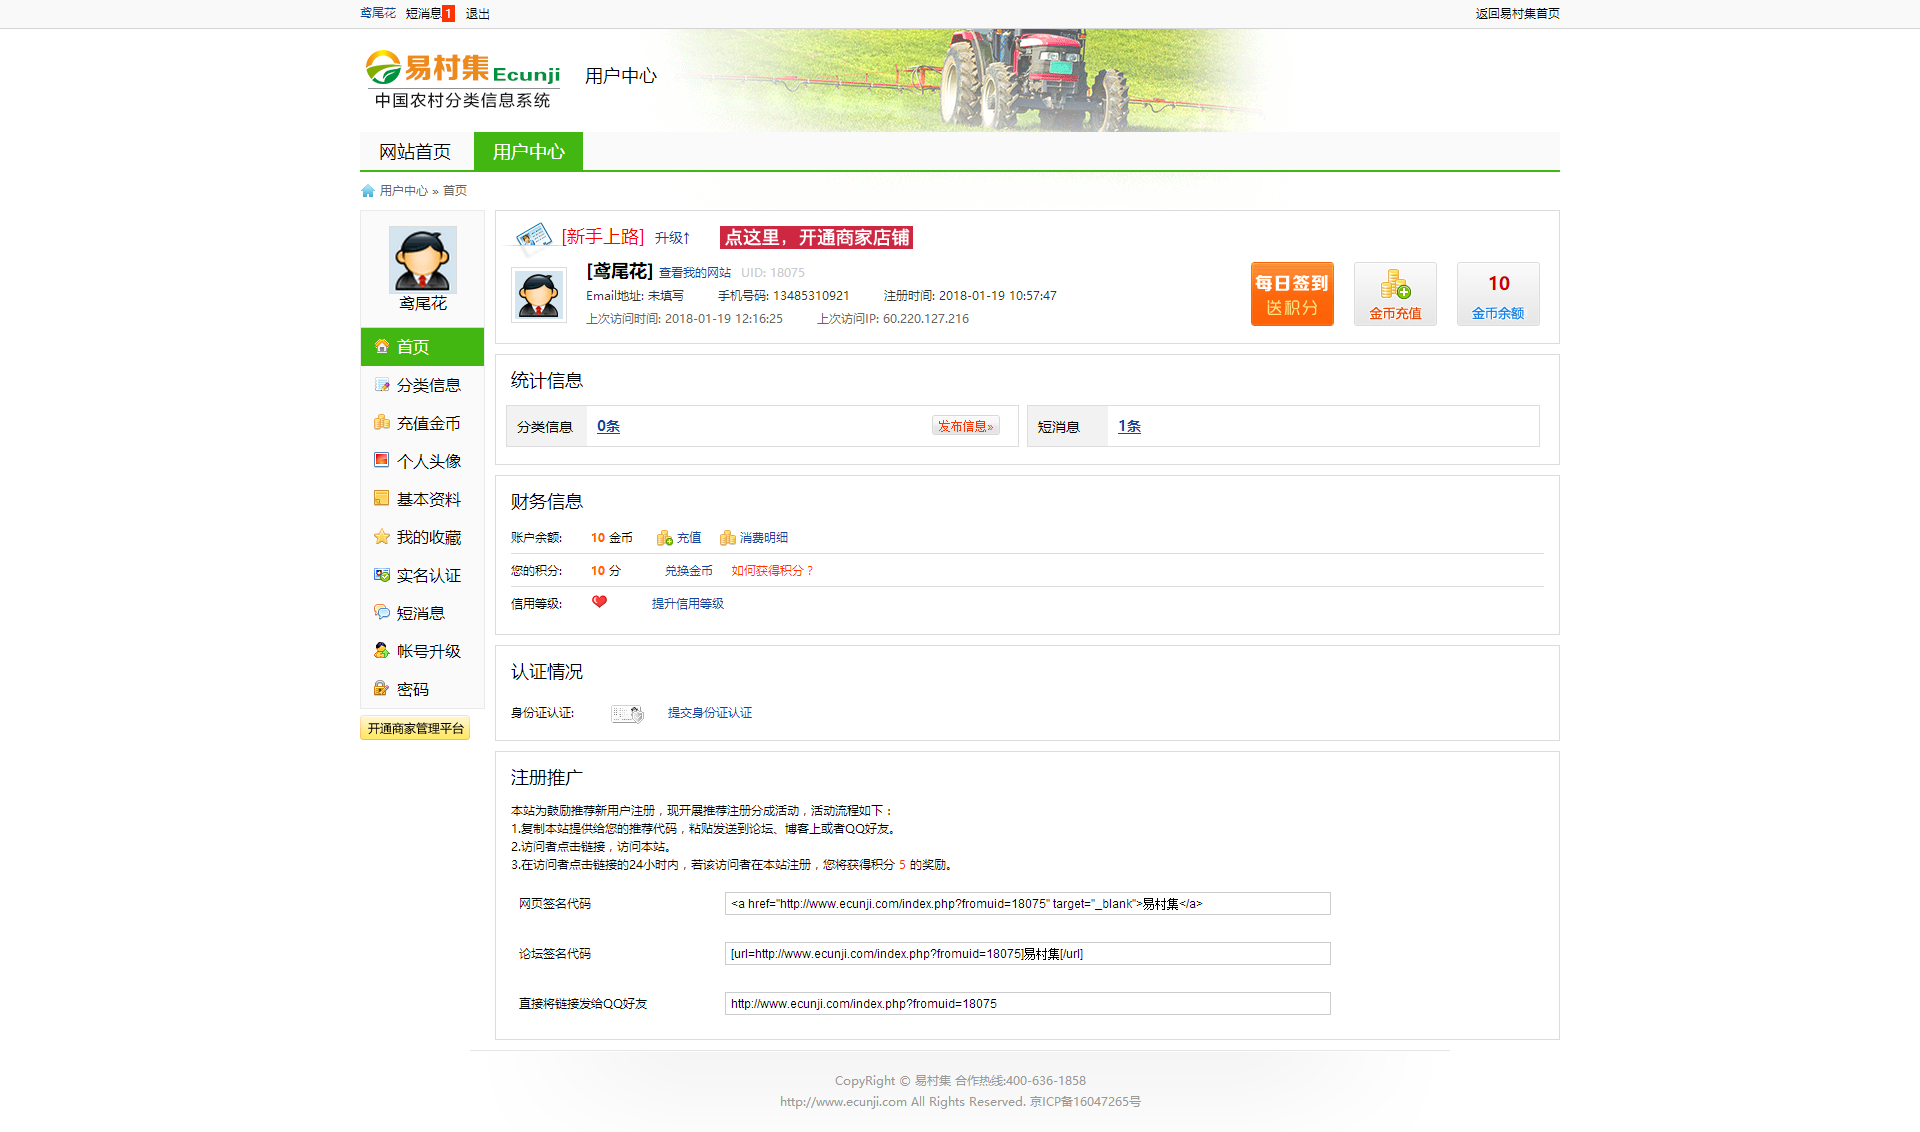 鸢尾花 短消息 1 退出 返回易村集首页
易村集 Ecunji 用户中心
中国农村分类信息系统
网站首页 用户中心
用户中心 » 首页
鸢尾花
首页
分类信息
充值金币
个人头像
基本资料
我的收藏
实名认证
短消息
帐号升级
密码
开通商家管理平台
[新手上路] 升级↑ 点这里，开通商家店铺
[鸢尾花] 查看我的网站 UID: 18075
Email地址: 未填写 手机号码: 13485310921 注册时间: 2018-01-19 10:57:47
上次访问时间: 2018-01-19 12:16:25 上次访问IP: 60.220.127.216
每日签到
送积分
金币充值
10
金币余额
统计信息
分类信息 0条 发布信息» 短消息 1条
财务信息
账户余额: 10 金币 充值 消费明细
您的积分: 10 分 兑换金币 如何获得积分？
信用等级: 提升信用等级
认证情况
身份证认证: 提交身份证认证
注册推广
本站为鼓励推荐新用户注册，现开展推荐注册分成活动，活动流程如下：
1.复制本站提供给您的推荐代码，粘贴发送到论坛、博客上或者QQ好友。
2.访问者点击链接，访问本站。
3.在访问者点击链接的24小时内，若该访问者在本站注册，您将获得积分 5 的奖励。
网页签名代码 <a href="http://www.ecunji.com/index.php?fromuid=18075" target="_blank">易村集</a>
论坛签名代码 [url=http://www.ecunji.com/index.php?fromuid=18075]易村集[/url]
直接将链接发给QQ好友 http://www.ecunji.com/index.php?fromuid=18075
CopyRight © 易村集 合作热线:400-636-1858
http://www.ecunji.com All Rights Reserved. 京ICP备16047265号